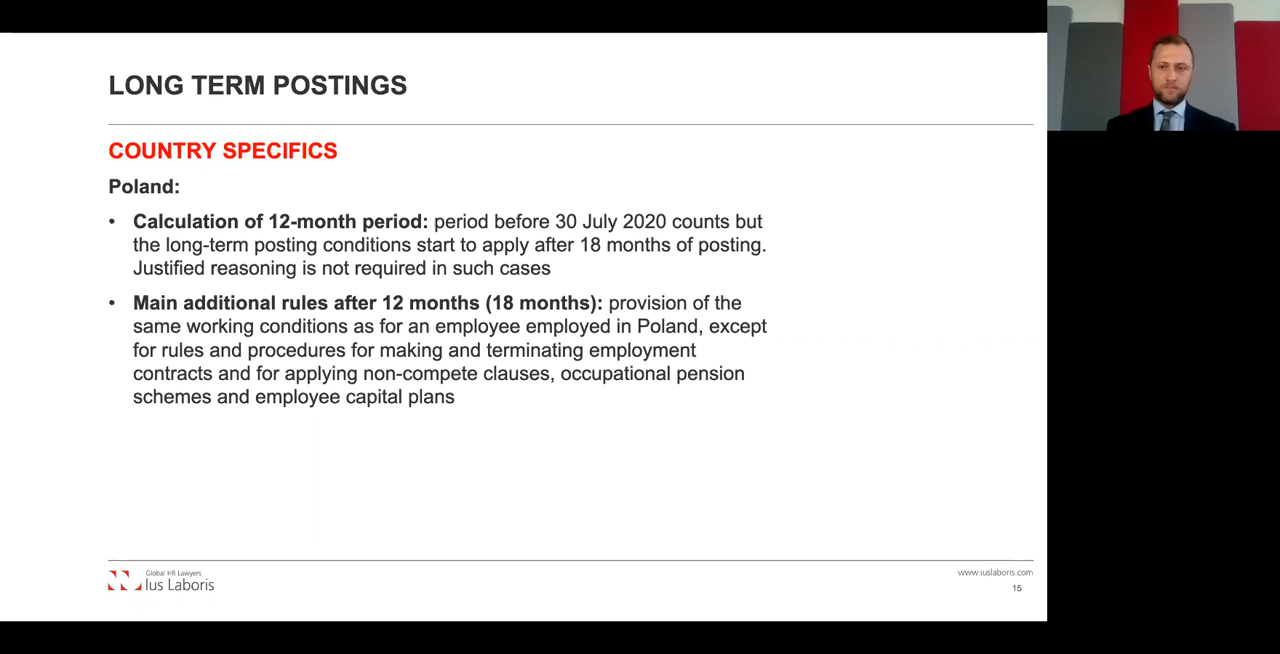 LONG TERM POSTINGS
COUNTRY SPECIFICS
Poland:
• Calculation of 12-month period: period before 30 July 2020 counts but
the long-term posting conditions start to apply after 18 months of posting.
Justified reasoning is not required in such cases
• Main additional rules after 12 months (18 months): provision of the
same working conditions as for an employee employed in Poland, except
for rules and procedures for making and terminating employment
contracts and for applying non-compete clauses, occupational pension
schemes and employee capital plans
Global HR Lawyers
Ius Laboris
www.iuslaboris.com
15